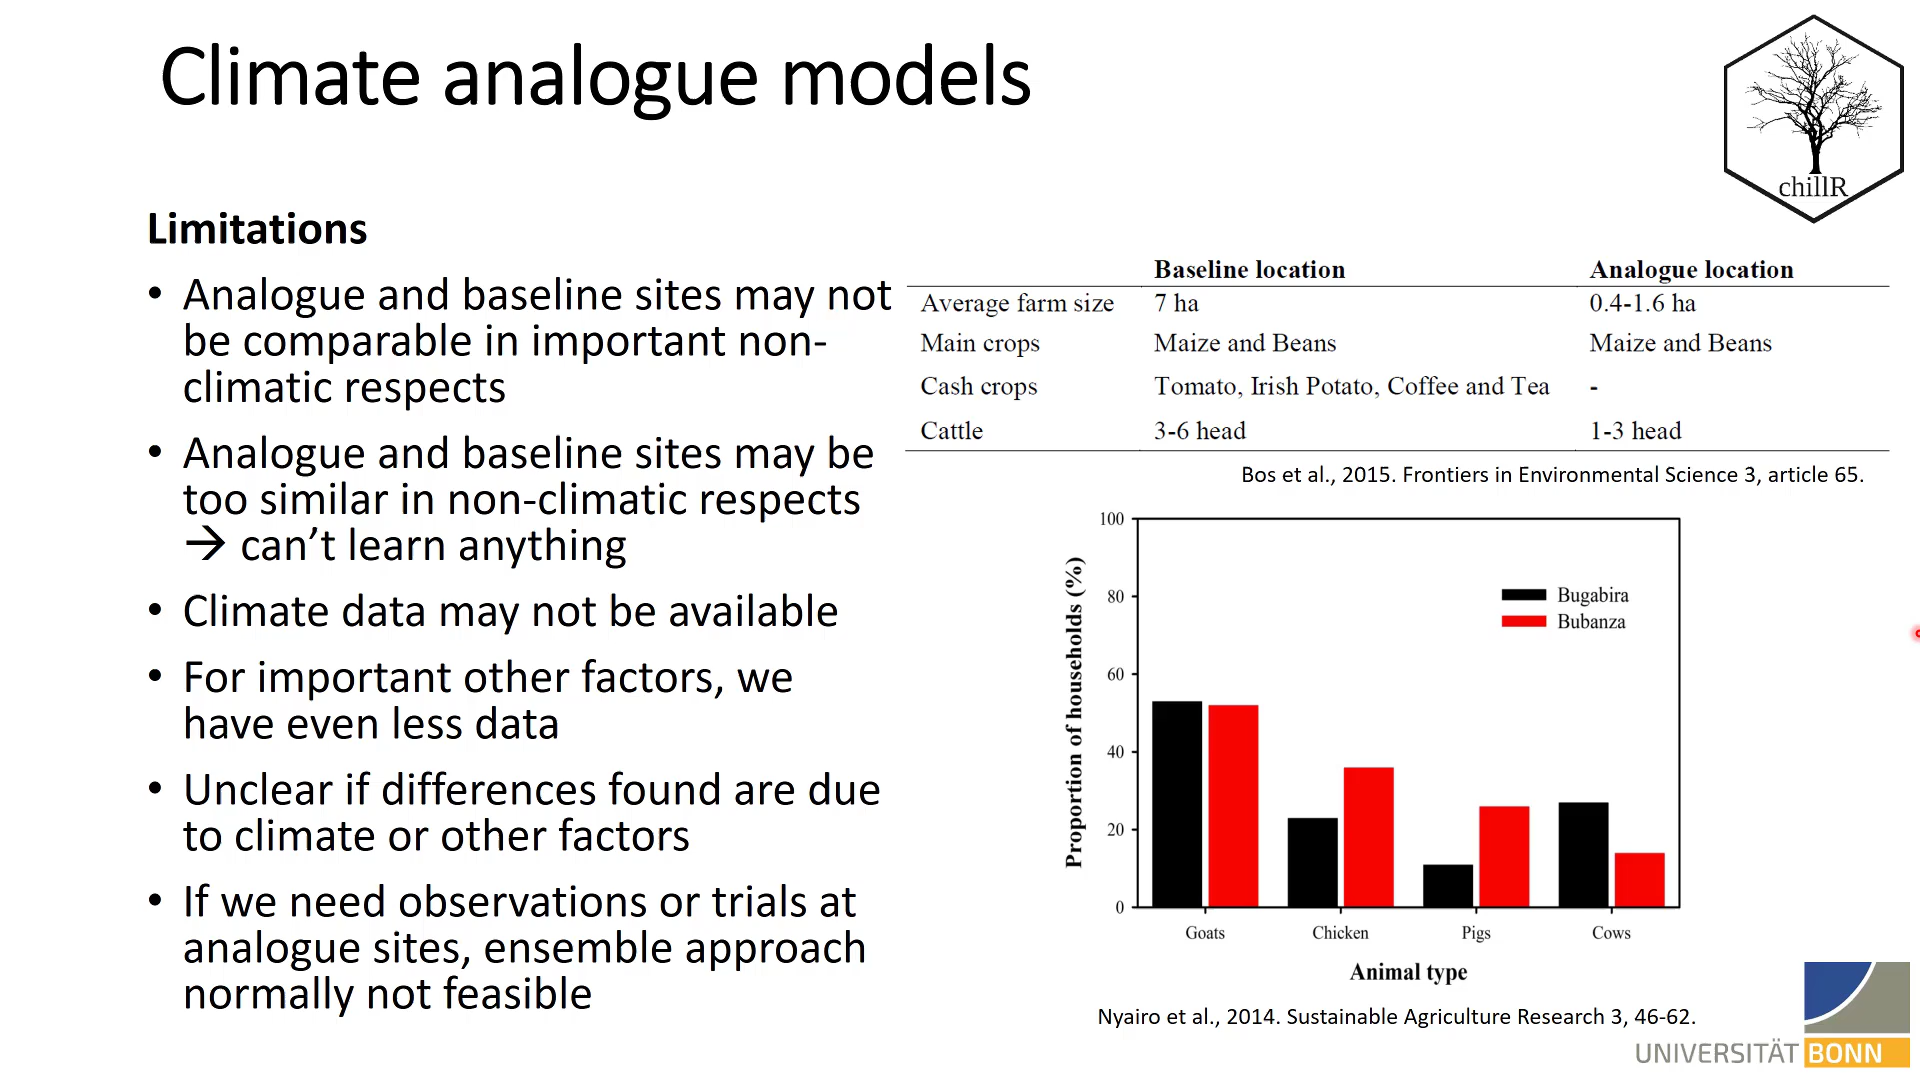 Climate analogue models
chillR
Limitations
• Analogue and baseline sites may not
be comparable in important non-
climatic respects
• Analogue and baseline sites may be
too similar in non-climatic respects
→ can’t learn anything
• Climate data may not be available
• For important other factors, we
have even less data
• Unclear if differences found are due
to climate or other factors
• If we need observations or trials at
analogue sites, ensemble approach
normally not feasible
Baseline location Analogue location
Average farm size 7 ha 0.4-1.6 ha
Main crops Maize and Beans Maize and Beans
Cash crops Tomato, Irish Potato, Coffee and Tea -
Cattle 3-6 head 1-3 head
Bos et al., 2015. Frontiers in Environmental Science 3, article 65.
Proportion of households (%)
100
80
60
40
20
0
Bugabira
Bubanza
Goats Chicken Pigs Cows
Animal type
Nyairo et al., 2014. Sustainable Agriculture Research 3, 46-62.
UNIVERSITÄT BONN